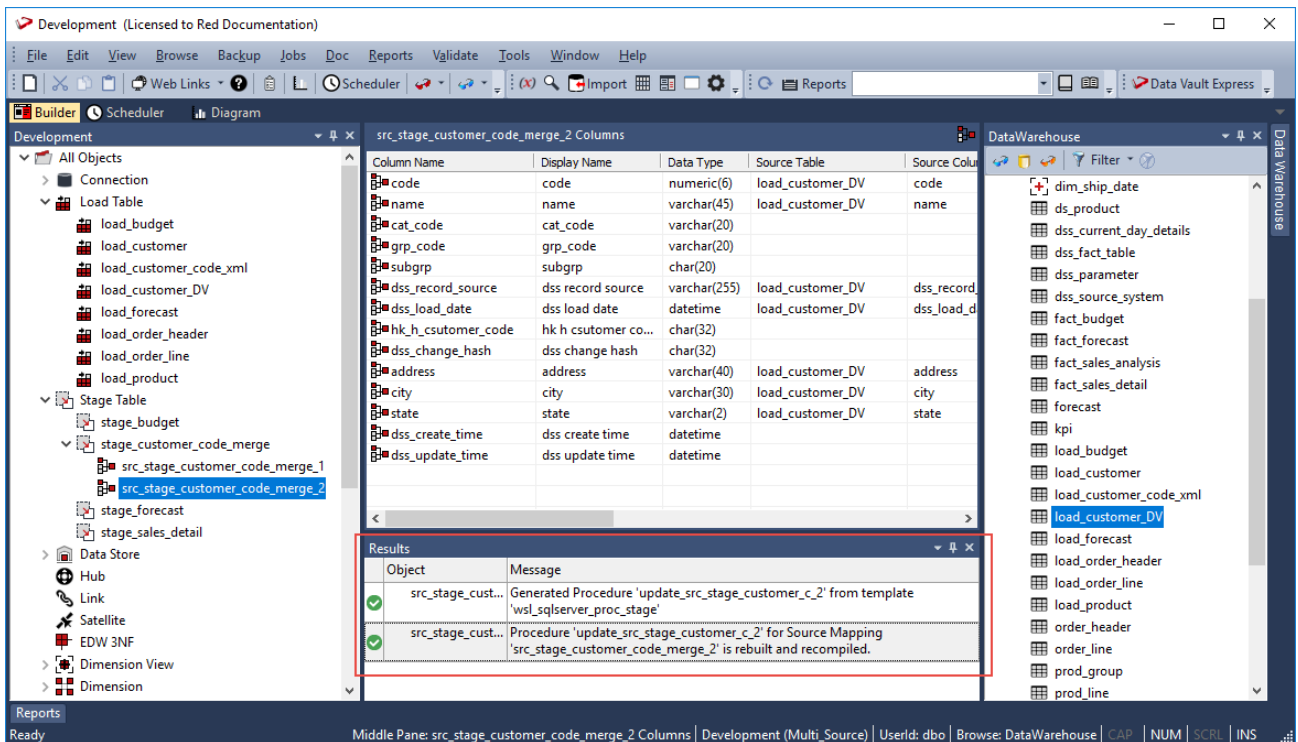 Development (Licensed to Red Documentation)
File Edit View Browse Backup Jobs Doc Reports Validate Tools Window Help
Web Links Scheduler (x) Import Reports Data Vault Express
Builder Scheduler Diagram
Development
All Objects
Connection
Load Table
load_budget
load_customer
load_customer_code_xml
load_customer_DV
load_forecast
load_order_header
load_order_line
load_product
Stage Table
stage_budget
stage_customer_code_merge
src_stage_customer_code_merge_1
src_stage_customer_code_merge_2
stage_forecast
stage_sales_detail
Data Store
Hub
Link
Satellite
EDW 3NF
Dimension View
Dimension
src_stage_customer_code_merge_2 Columns
Column Name Display Name Data Type Source Table Source Colu
code code numeric(6) load_customer_DV code
name name varchar(45) load_customer_DV name
cat_code cat_code varchar(20)
grp_code grp_code varchar(20)
subgrp subgrp char(20)
dss_record_source dss record source varchar(255) load_customer_DV dss_record_
dss_load_date dss load date datetime load_customer_DV dss_load_d
hk_h_csutomer_code hk h csutomer co... char(32)
dss_change_hash dss change hash char(32)
address address varchar(40) load_customer_DV address
city city varchar(30) load_customer_DV city
state state varchar(2) load_customer_DV state
dss_create_time dss create time datetime
dss_update_time dss update time datetime
Results
Object Message
src_stage_cust... Generated Procedure 'update_src_stage_customer_c_2' from template
'wsl_sqlserver_proc_stage'
src_stage_cust... Procedure 'update_src_stage_customer_c_2' for Source Mapping
'src_stage_customer_code_merge_2' is rebuilt and recompiled.
DataWarehouse
Filter
dim_ship_date
ds_product
dss_current_day_details
dss_fact_table
dss_parameter
dss_source_system
fact_budget
fact_forecast
fact_sales_analysis
fact_sales_detail
forecast
kpi
load_budget
load_customer
load_customer_code_xml
load_customer_DV
load_forecast
load_order_header
load_order_line
load_product
order_header
order_line
prod_group
prod_line
Data Warehouse
Reports
Ready Middle Pane: src_stage_customer_code_merge_2 Columns Development (Multi_Source) UserId: dbo Browse: DataWarehouse CAP NUM SCRL INS